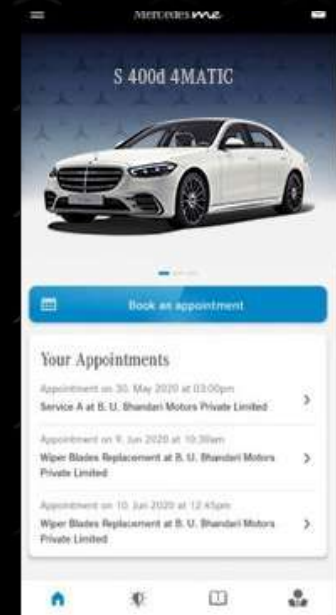 Mercedes me
S 400d 4MATIC
Book an appointment
Your Appointments
Appointment on 30. May 2020 at 03:00pm
Service A at B. U. Bhandari Motors Private Limited
Appointment on 9. Jun 2020 at 10:30am
Wiper Blades Replacement at B. U. Bhandari Motors
Private Limited
Appointment on 10. Jun 2020 at 12:45pm
Wiper Blades Replacement at B. U. Bhandari Motors
Private Limited